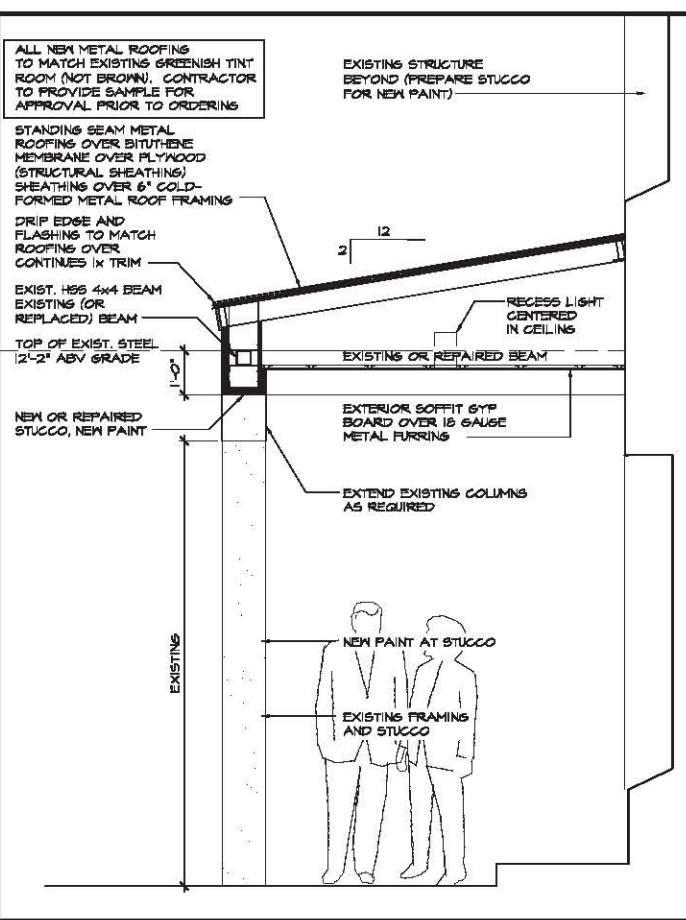 ALL NEW METAL ROOFING
TO MATCH EXISTING GREENISH TINT
ROOM (NOT BROWN). CONTRACTOR
TO PROVIDE SAMPLE FOR
APPROVAL PRIOR TO ORDERING
EXISTING STRUCTURE
BEYOND (PREPARE STUCCO
FOR NEW PAINT)
STANDING SEAM METAL
ROOFING OVER BITUTHENE
MEMBRANE OVER PLYWOOD
(STRUCTURAL SHEATHING)
SHEATHING OVER 6" COLD-
FORMED METAL ROOF FRAMING
DRIP EDGE AND
FLASHING TO MATCH
ROOFING OVER
CONTINUES 1x TRIM
12
2
EXIST. HSS 4x4 BEAM
EXISTING (OR
REPLACED) BEAM
RECESS LIGHT
CENTERED
IN CEILING
TOP OF EXIST. STEEL
12'-2" ABV GRADE
1'-0"
EXISTING OR REPAIRED BEAM
NEW OR REPAIRED
STUCCO, NEW PAINT
EXTERIOR SOFFIT GYP
BOARD OVER 18 GAUGE
METAL FURRING
EXTEND EXISTING COLUMNS
AS REQUIRED
EXISTING
NEW PAINT AT STUCCO
EXISTING FRAMING
AND STUCCO